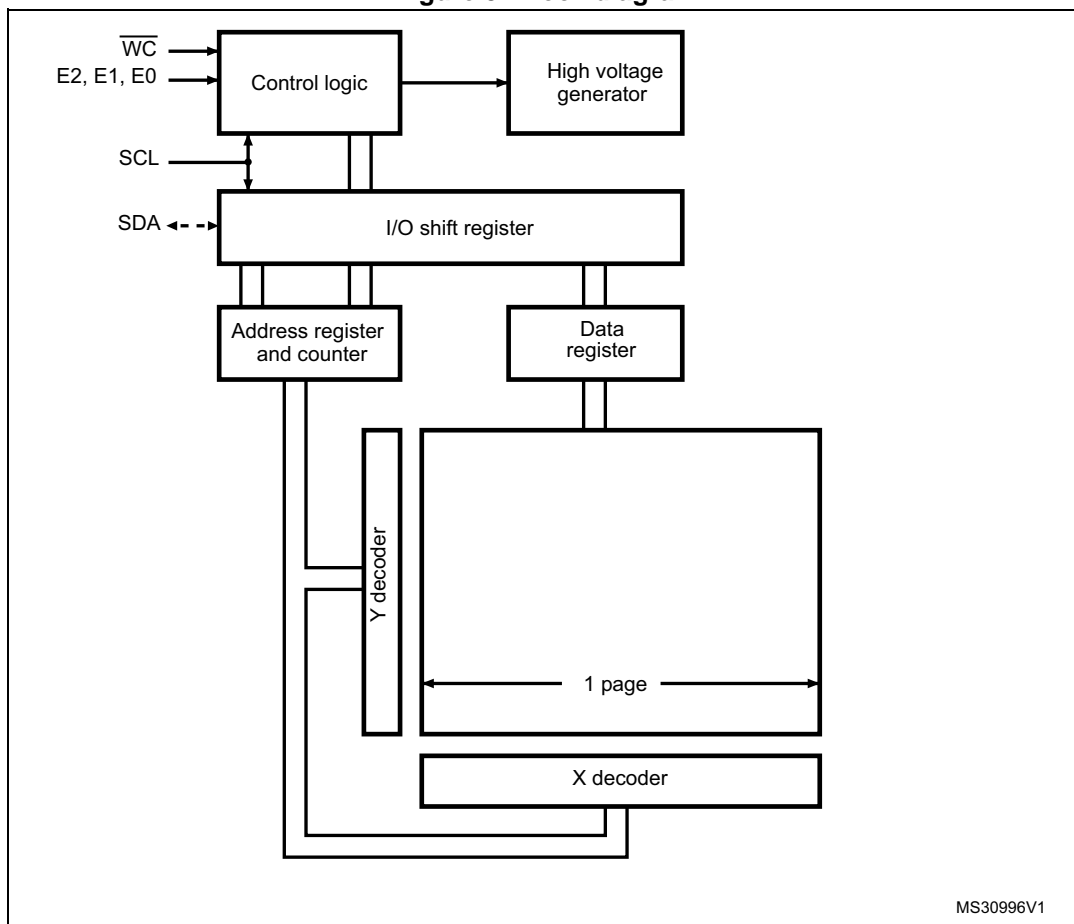 WC
E2, E1, E0
Control logic
High voltage
generator
SCL
SDA
I/O shift register
Address register
and counter
Data
register
Y decoder
1 page
X decoder
MS30996V1